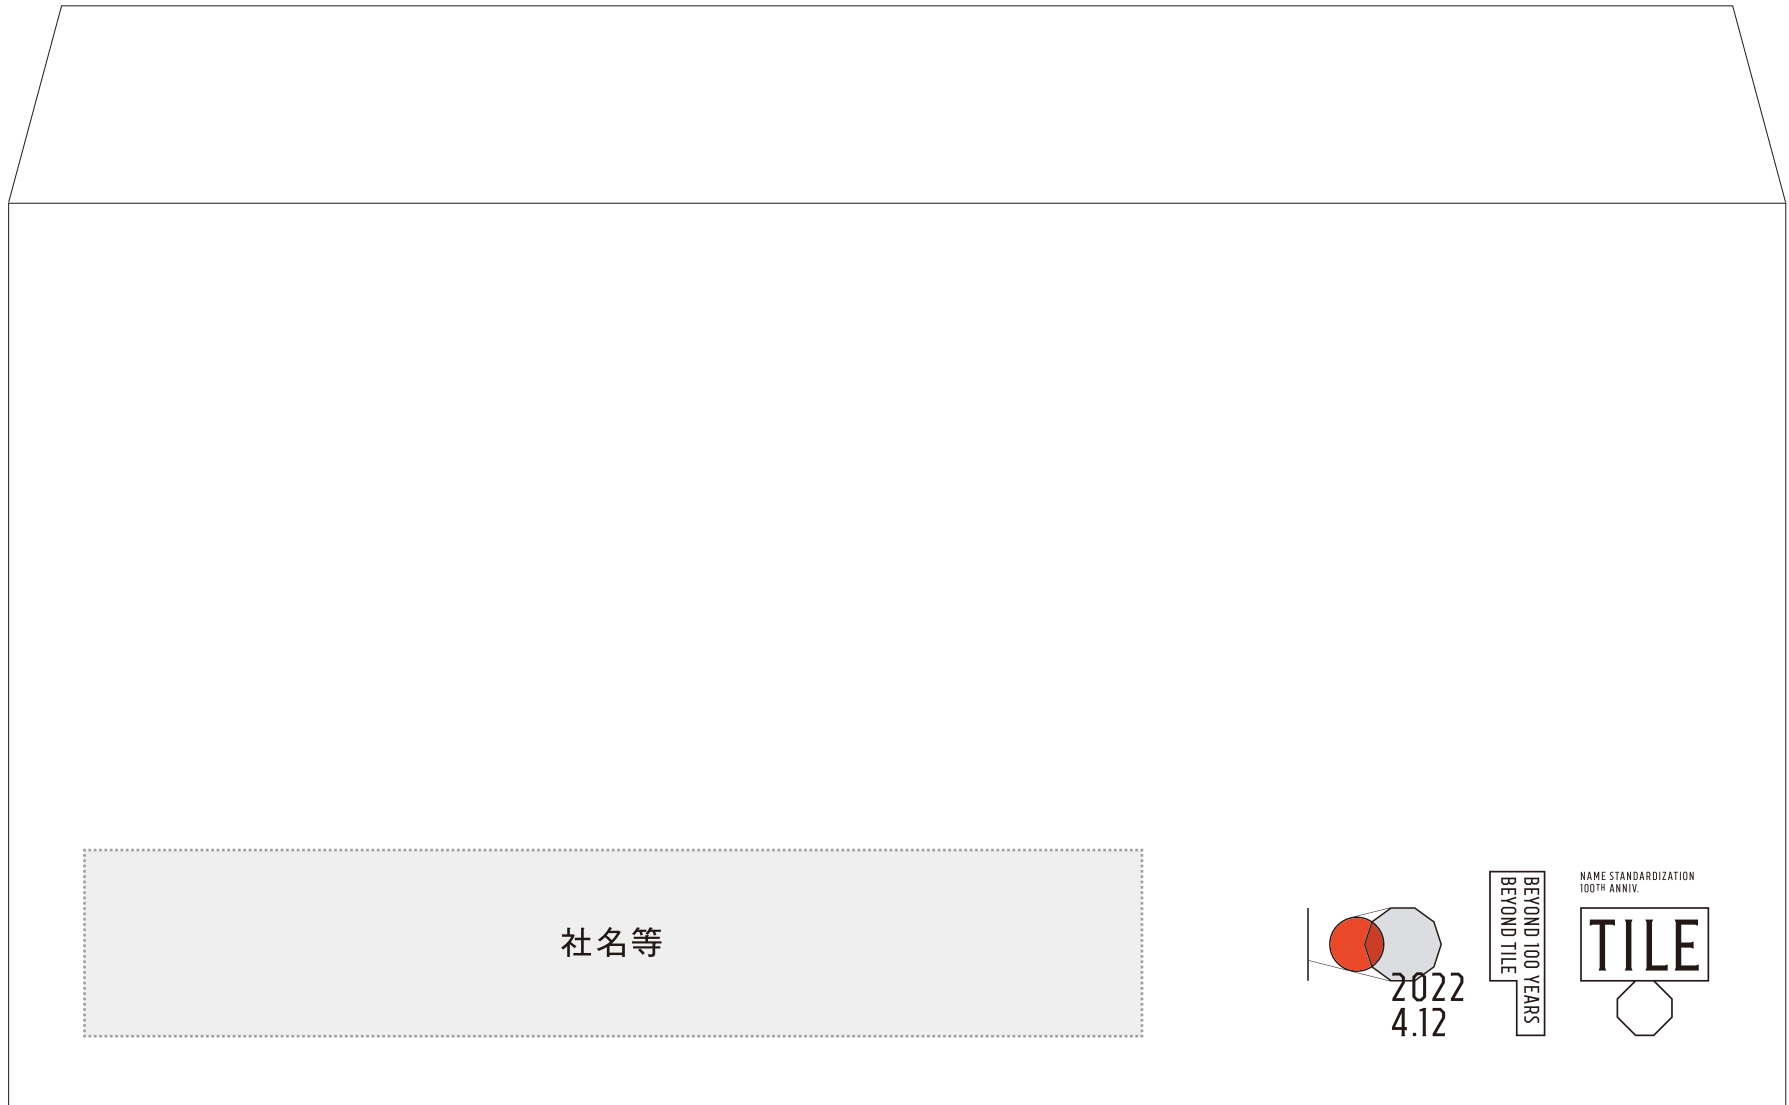 社名等
2022
4.12
BEYOND 100 YEARS
BEYOND TILE
NAME STANDARDIZATION
100TH ANNIV.
TILE